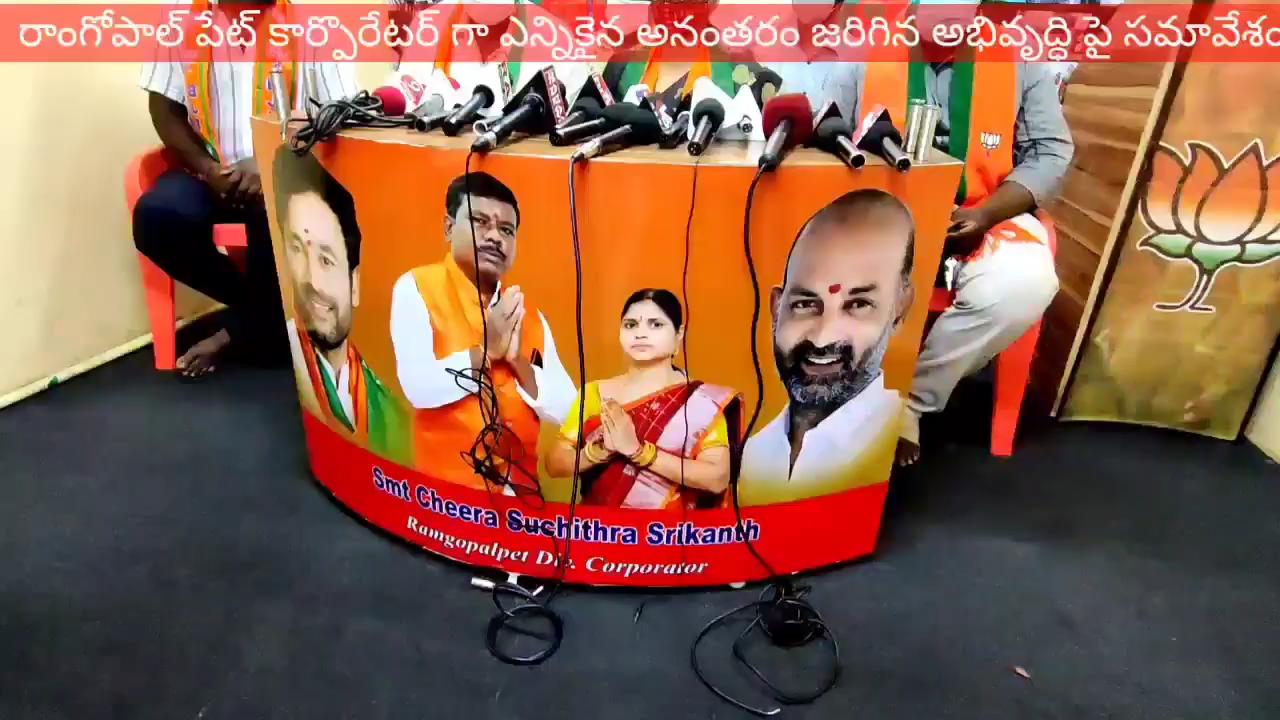 రాంగోపాల్ పేట్ కార్పొరేటర్ గా ఎన్నికైన అనంతరం జరిగిన అభివృద్ధి పై సమావేశం
Smt Cheera Suchithra Srikanth
Ramgopalpet Div. Corporator